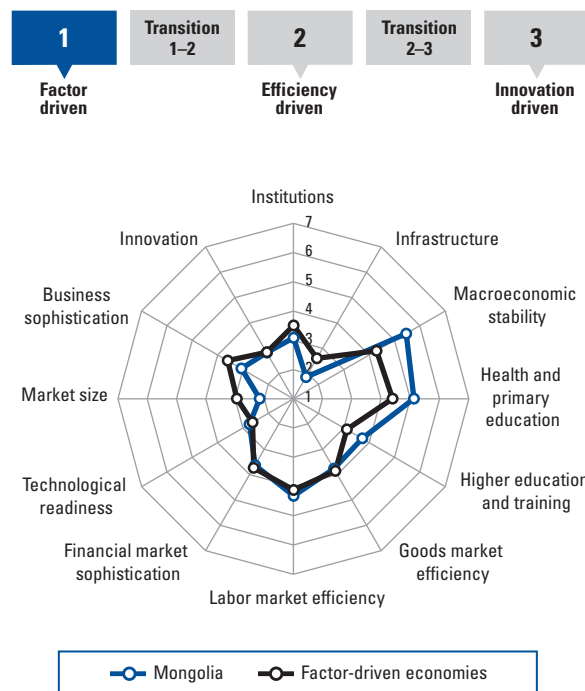 1
Transition
1–2
2
Transition
2–3
3
Factor
driven
Efficiency
driven
Innovation
driven
Institutions
7
Innovation
6
Infrastructure
5
Business
sophistication
4
Macroeconomic
stability
3
2
Market size
1
Health and
primary
education
Technological
readiness
Higher education
and training
Financial market
sophistication
Goods market
efficiency
Labor market efficiency
Mongolia
Factor-driven economies